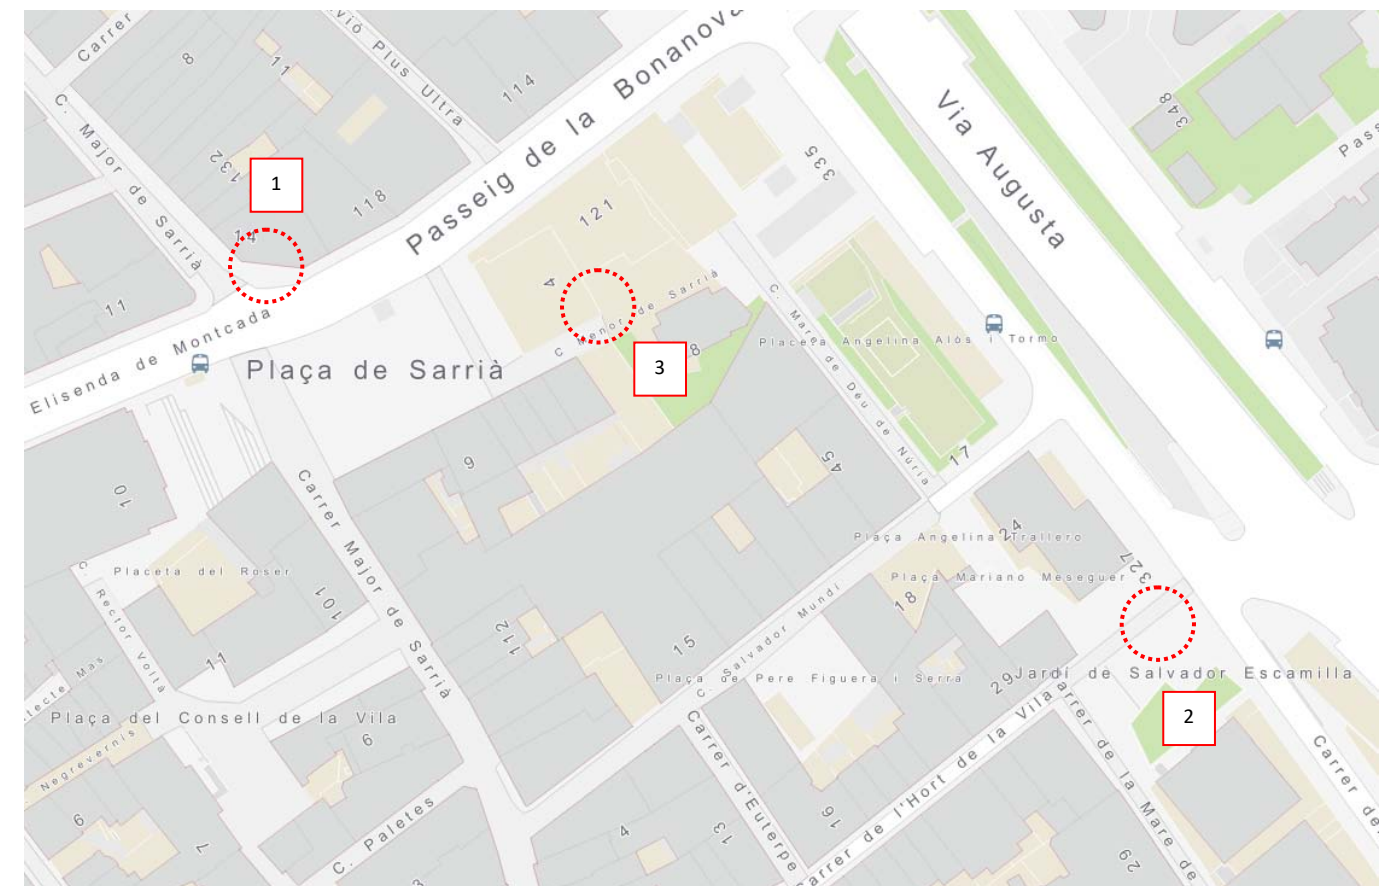 Carrer
8
11
vió Plus Ultra
114
Passeig de la Bonanova
Via Augusta
348
Pass
C. Major de Sarrià
132
1
118
14
121
335
4
C Menor de Sarrià
C. Mare de Déu de Núria
11
Elisenda de Montcada
Plaça de Sarrià
3
8
Placeta Angelina Alòs i Tormo
9
45
17
10
Carrer Major de Sarrià
Plaça Angelina Trallero
24
327
Placeta del Roser
C. Rector Voltà
101
Plaça Mariano Meseguer
18
112
15
C. Salvador Mundi
11
Plaça de Pere Figuera i Serra
29
Jardí de Salvador Escamilla
2
Plaça del Consell de la Vila
Negrevernis
6
6
7
C. Paletes
4
13
Carrer d'Euterpe
16
Carrer de l'Hort de la Vila
Carrer de la Mare de
29
Carrer de